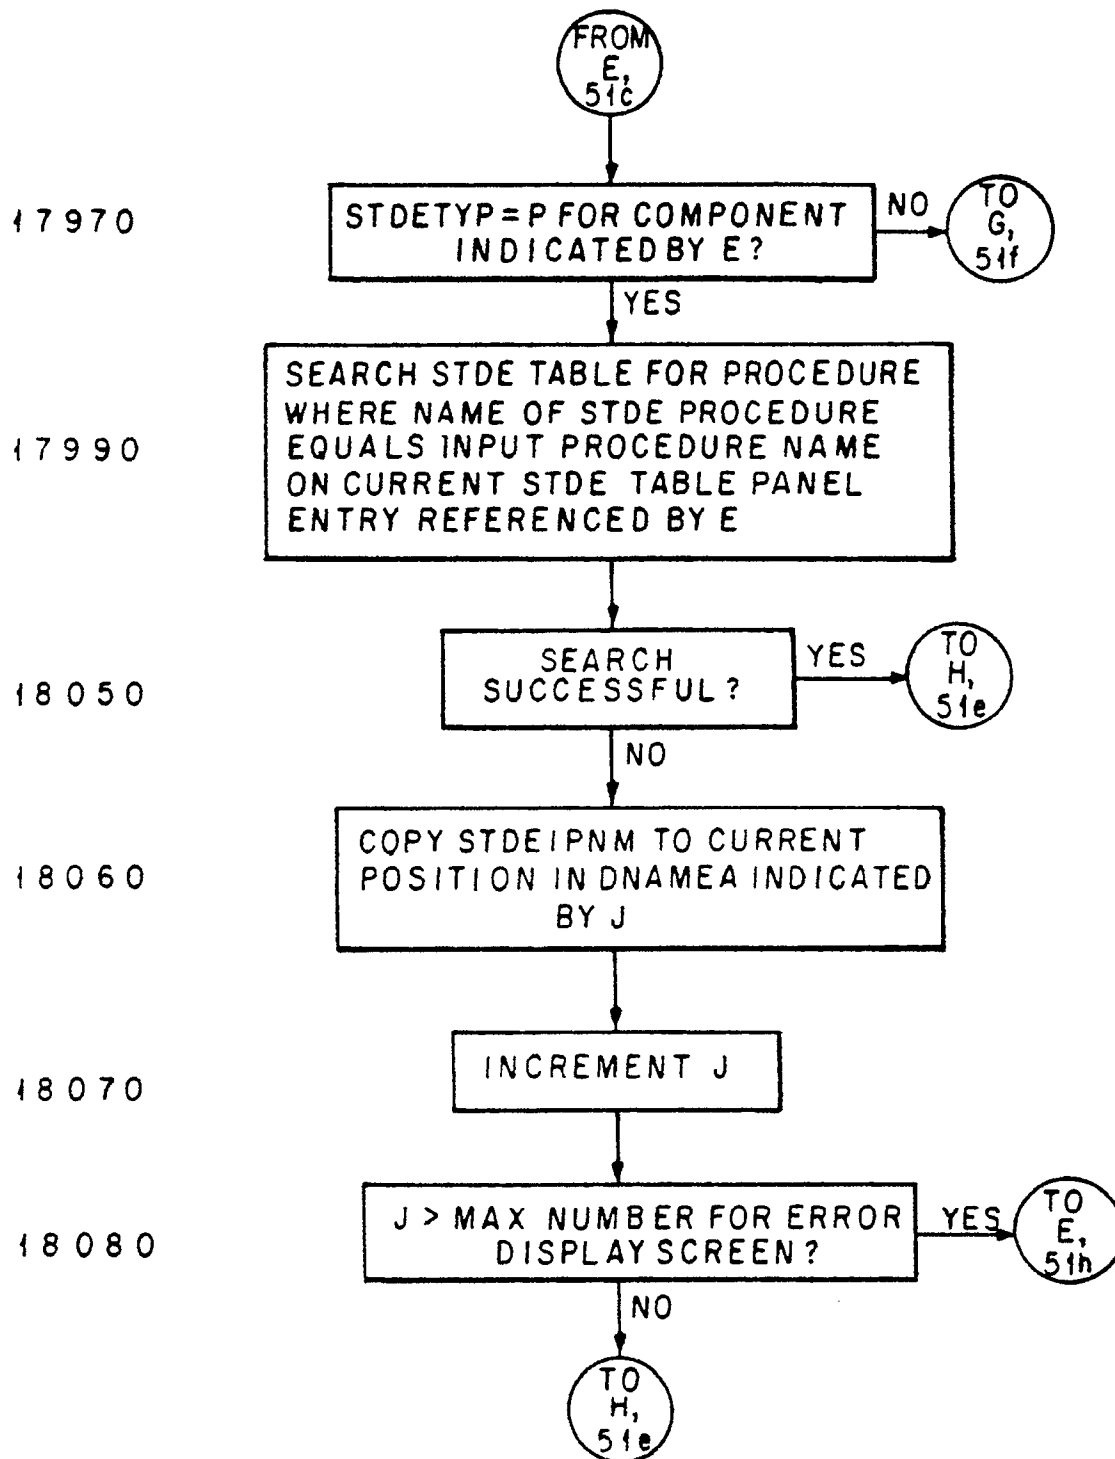 FROM
E,
51c
17970
STDETYP=P FOR COMPONENT
INDICATED BY E?
NO
TO
G,
51f
YES
17990
SEARCH STDE TABLE FOR PROCEDURE
WHERE NAME OF STDE PROCEDURE
EQUALS INPUT PROCEDURE NAME
ON CURRENT STDE TABLE PANEL
ENTRY REFERENCED BY E
18050
SEARCH
SUCCESSFUL?
YES
TO
H,
51e
NO
18060
COPY STDEIPNM TO CURRENT
POSITION IN DNAMEA INDICATED
BY J
18070
INCREMENT J
18080
J > MAX NUMBER FOR ERROR
DISPLAY SCREEN?
YES
TO
E,
51h
NO
TO
H,
51e